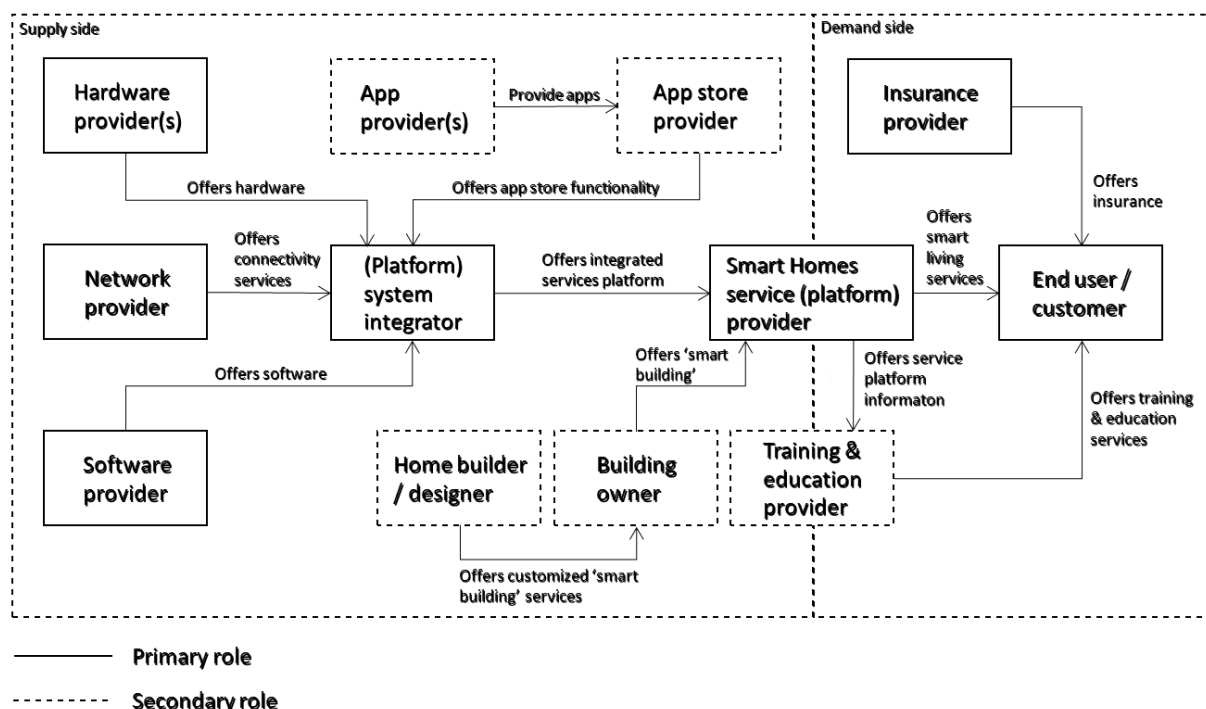 Supply side
Demand side
Hardware
provider(s)
App
provider(s)
Provide apps
App store
provider
Insurance
provider
Offers hardware
Offers app store functionality
Offers
insurance
Network
provider
Offers
connectivity
services
(Platform)
system
integrator
Offers integrated
services platform
Smart Homes
service (platform)
provider
Offers
smart
living
services
End user /
customer
Offers software
Offers ‘smart
building’
Offers service
platform
informaton
Offers training
& education
services
Software
provider
Home builder
/ designer
Building
owner
Training &
education
provider
Offers customized ‘smart
building’ services
Primary role
Secondary role